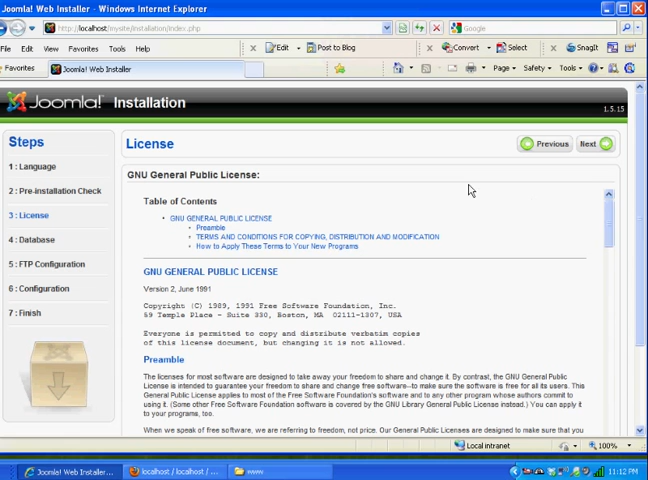 Joomla! Web Installer - Windows Internet Explorer
http://localhost/mysite/installation/index.php
Google
File Edit View Favorites Tools Help
Edit Post to Blog
Convert Select SnagIt
Favorites
Joomla! Web Installer
Page Safety Tools
Joomla! Installation
1.5.15
Steps
1 : Language
2 : Pre-installation Check
3 : License
4 : Database
5 : FTP Configuration
6 : Configuration
7 : Finish
License
Previous Next
GNU General Public License:
Table of Contents
GNU GENERAL PUBLIC LICENSE
Preamble
TERMS AND CONDITIONS FOR COPYING, DISTRIBUTION AND MODIFICATION
How to Apply These Terms to Your New Programs
GNU GENERAL PUBLIC LICENSE
Version 2, June 1991
Copyright (C) 1989, 1991 Free Software Foundation, Inc.
59 Temple Place - Suite 330, Boston, MA 02111-1307, USA
Everyone is permitted to copy and distribute verbatim copies
of this license document, but changing it is not allowed.
Preamble
The licenses for most software are designed to take away your freedom to share and change it. By contrast, the GNU General Public
License is intended to guarantee your freedom to share and change free software--to make sure the software is free for all its users. This
General Public License applies to most of the Free Software Foundation's software and to any other program whose authors commit to
using it. (Some other Free Software Foundation software is covered by the GNU Library General Public License instead.) You can apply it
to your programs, too.
When we speak of free software, we are referring to freedom, not price. Our General Public Licenses are designed to make sure that you
Local intranet
100%
Joomla! Web Installer...
localhost / localhost / ...
www
11:12 PM